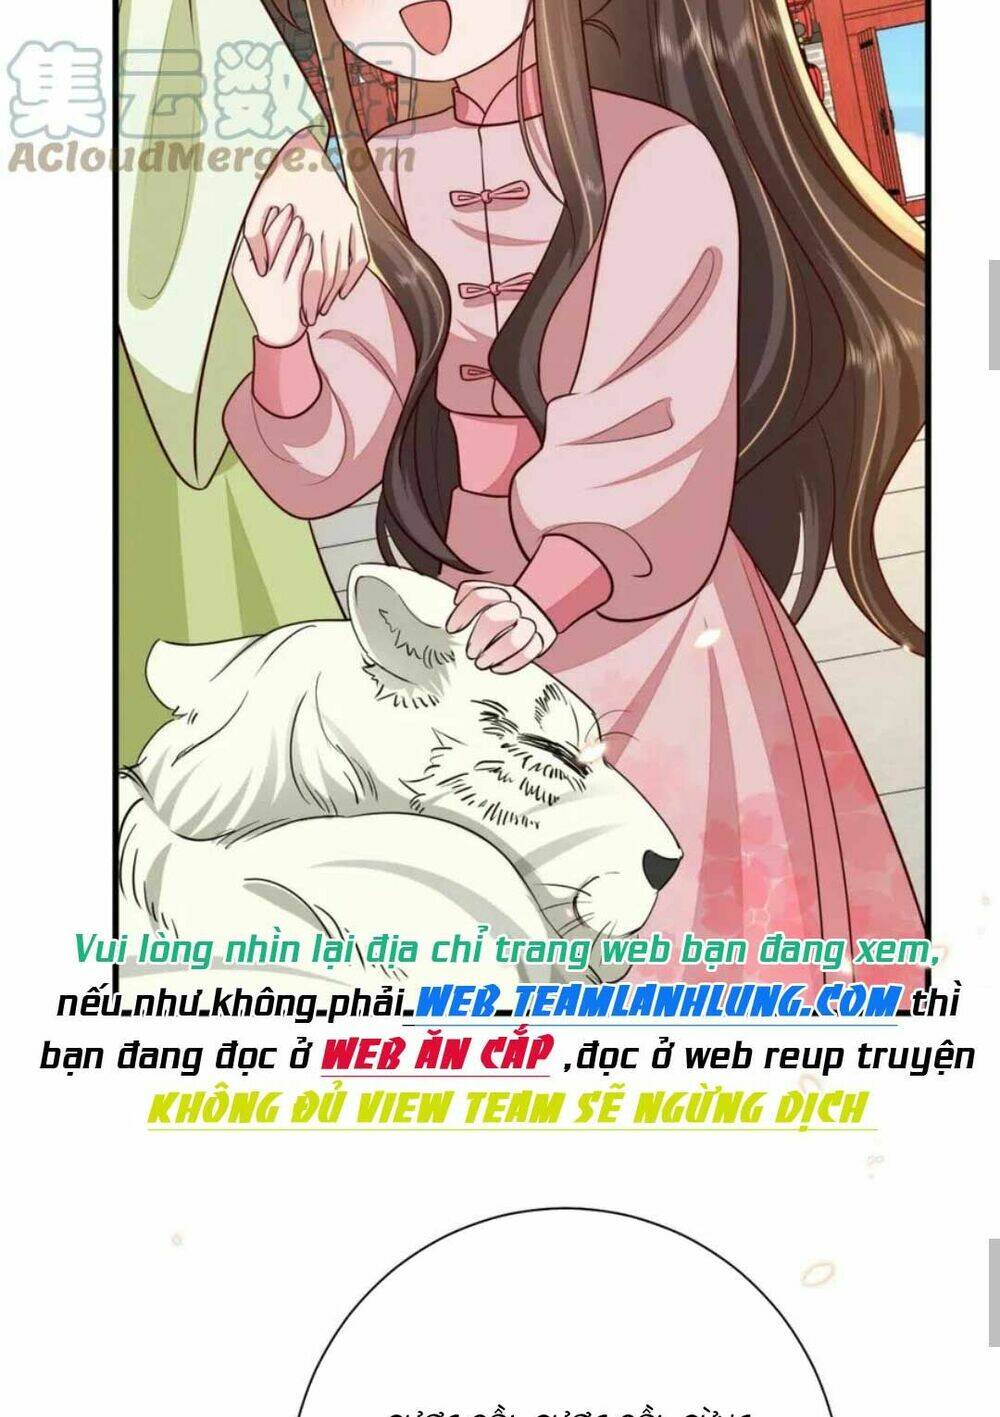 集云数据
AcloudMerge.com
Vui lòng nhìn lại địa chỉ trang web bạn đang xem,
nếu như không phải WEB TEAMLANHLUNG.COM thì
bạn đang đọc ở WEB ĂN CẮP ,đọc ở web reup truyện
KHÔNG ĐỦ VIEW TEAM SẼ NGỪNG DỊCH